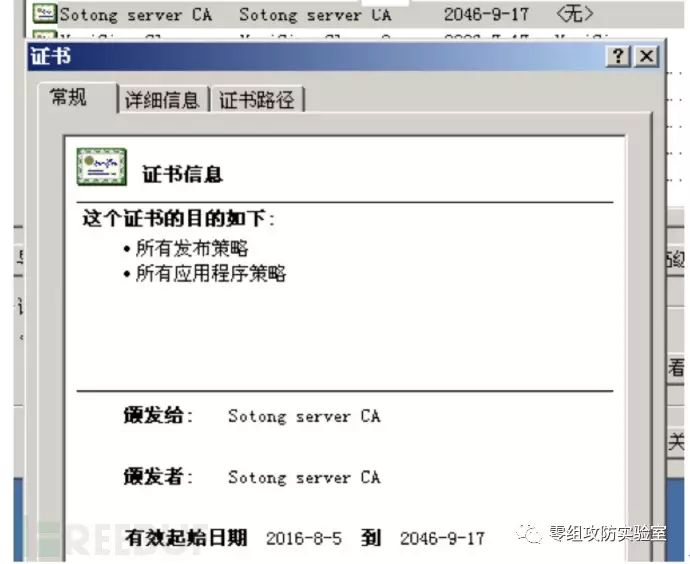 Sotong server CA Sotong server CA 2046-9-17 <无>
证书
常规 详细信息 证书路径
证书信息
这个证书的目的如下:
•所有发布策略
•所有应用程序策略
看
颁发给: Sotong server CA
颁发者: Sotong server CA
关
有效起始日期 2016-8-5 到 2046-9-17
REEBUF
零组攻防实验室